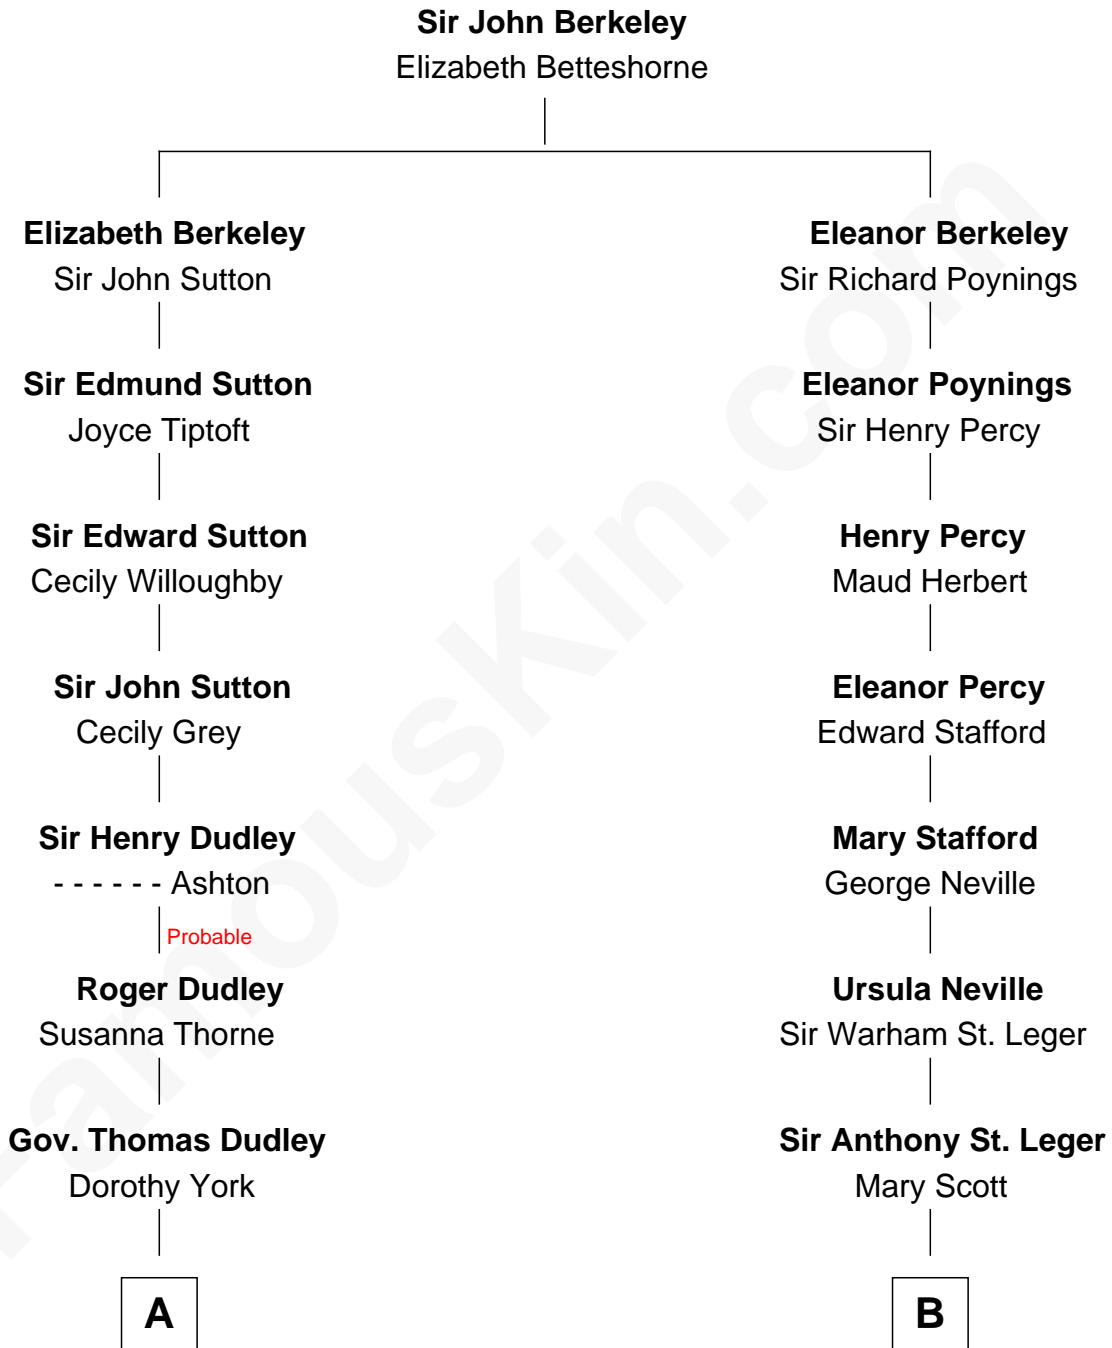 Sir John Berkeley
Elizabeth Betteshorne
Elizabeth Berkeley
Sir John Sutton
Eleanor Berkeley
Sir Richard Poynings
Sir Edmund Sutton
Joyce Tiptoft
Eleanor Poynings
Sir Henry Percy
Sir Edward Sutton
Cecily Willoughby
Henry Percy
Maud Herbert
Sir John Sutton
Cecily Grey
Eleanor Percy
Edward Stafford
Sir Henry Dudley
- - - - - - Ashton
Mary Stafford
George Neville
Probable
Roger Dudley
Susanna Thorne
Ursula Neville
Sir Warham St. Leger
Gov. Thomas Dudley
Dorothy York
Sir Anthony St. Leger
Mary Scott
A
B
FamousKin.com